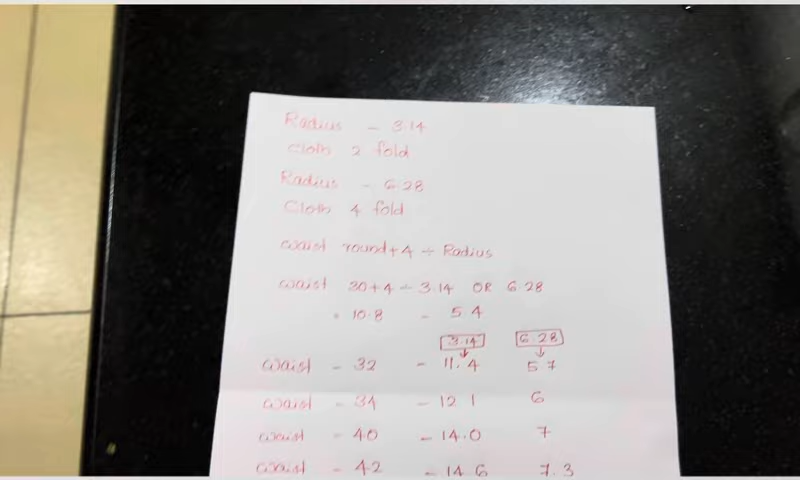 Radius - 3.14
Cloth 2 fold
Radius - 6.28
Cloth 4 fold
Waist round + 4 ÷ Radius
Waist 30 + 4 ÷ 3.14 OR 6.28
= 10.8 - 5.4
3.14 6.28
Waist - 32 - 11.4 5.7
Waist - 34 - 12.1 6
Waist - 40 - 14.0 7
Waist - 42 - 14.6 7.3